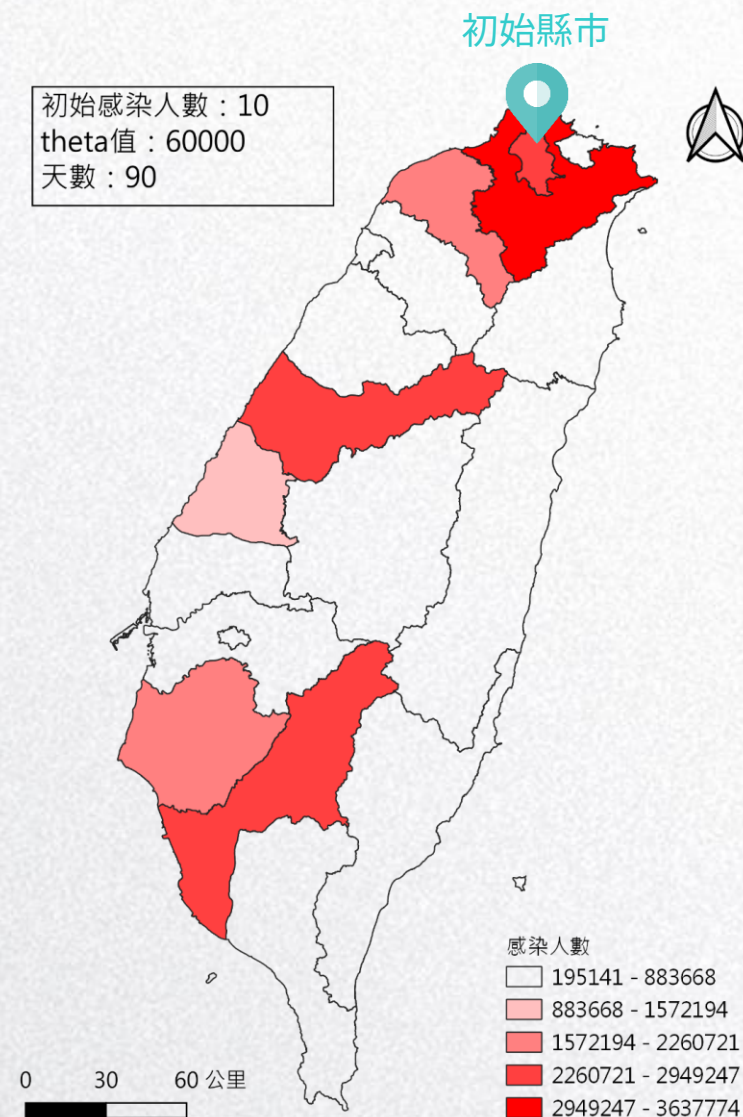 初始縣市
初始感染人數：10
theta值：60000
天數：90
感染人數
195141 - 883668
883668 - 1572194
1572194 - 2260721
2260721 - 2949247
2949247 - 3637774
0 30 60 公里